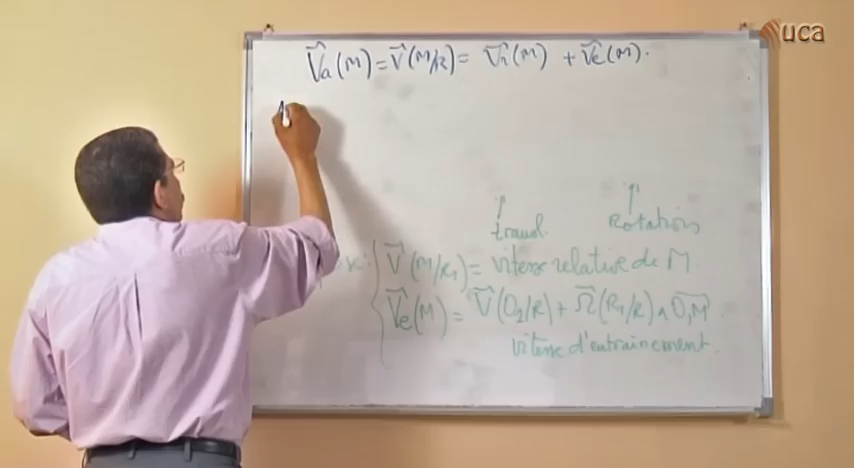 uca
V⃗a(M) = V⃗(M/R) = V⃗r(M) + V⃗e(M).
↑ ↑
transl. Rotation
V⃗(M/R₁) = vitesse relative de M
V⃗e(M) = V⃗(O₁/R) + Ω⃗(R₁/R) ∧ O₁M⃗.
vitesse d'entrainement.